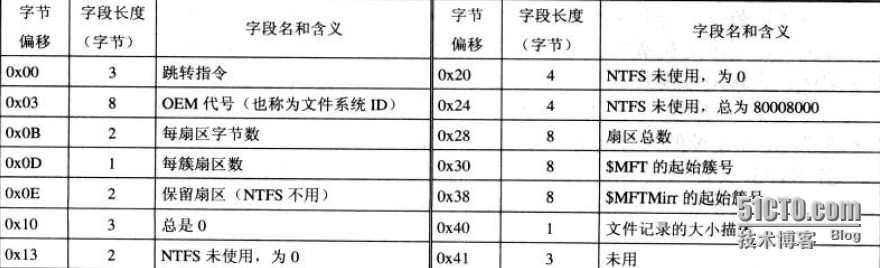 字节偏移 字段长度（字节） 字段名和含义 字节偏移 字段长度（字节） 字段名和含义
0x00 3 跳转指令 0x20 4 NTFS 未使用，为 0
0x03 8 OEM 代号（也称为文件系统 ID） 0x24 4 NTFS 未使用，总为 80008000
0x0B 2 每扇区字节数 0x28 8 扇区总数
0x0D 1 每簇扇区数 0x30 8 $MFT 的起始簇号
0x0E 2 保留扇区（NTFS 不用） 0x38 8 $MFTMirr 的起始簇号
0x10 3 总是 0 0x40 1 文件记录的大小描
0x13 2 NTFS 未使用，为 0 0x41 3 未用
51CTO.com
技术博客 Blog